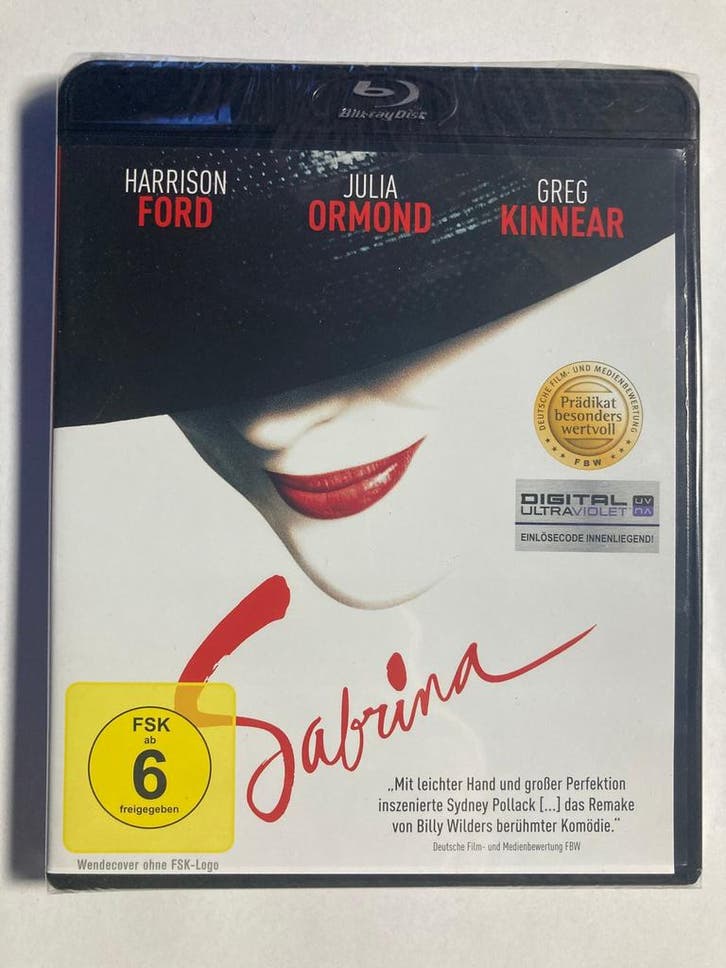 Blu-ray Disc
HARRISON
FORD
JULIA
ORMOND
GREG
KINNEAR
DEUTSCHE FILM- UND MEDIENBEWERTUNG
Prädikat
besonders
wertvoll
FBW
DIGITAL
ULTRAVIOLET
UV
EINLÖSECODE INNENLIEGEND!
Sabrina
FSK
ab
6
freigegeben
„Mit leichter Hand und großer Perfektion
inszenierte Sydney Pollack [...] das Remake
von Billy Wilders berühmter Komödie.“
Deutsche Film- und Medienbewertung FBW
Wendecover ohne FSK-Logo